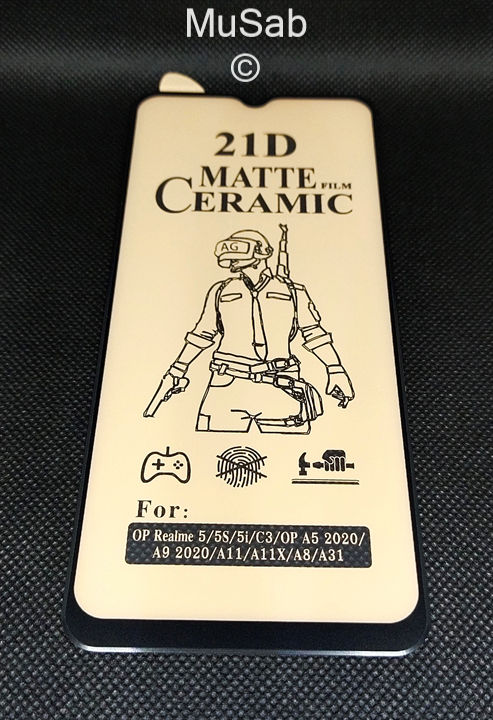 MuSab
©
21D
MATTE FILM
CERAMIC
AG
For:
OP Realme 5/5S/5i/C3/OP A5 2020/
A9 2020/A11/A11X/A8/A31